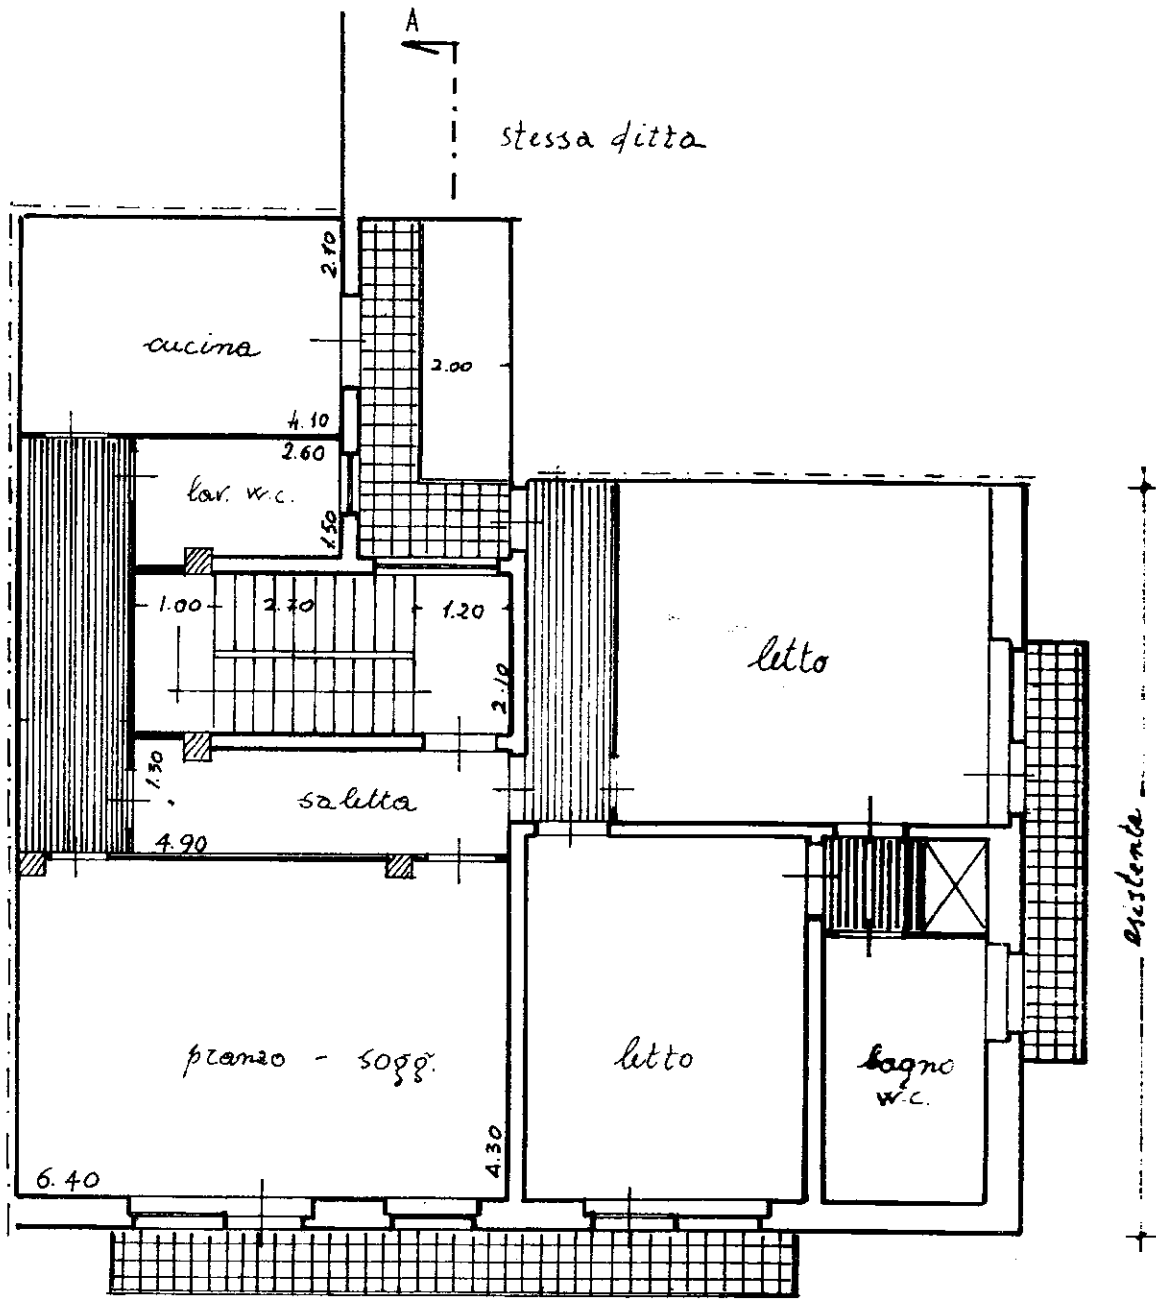 A
stessa ditta
2.70
cucina
2.00
4.10
2.60
lav. w.c.
1.50
1.00
2.70
1.20
2.10
letto
1.30
saletta
4.90
esistente
pranzo - sogg.
letto
bagno
w.c.
4.30
6.40